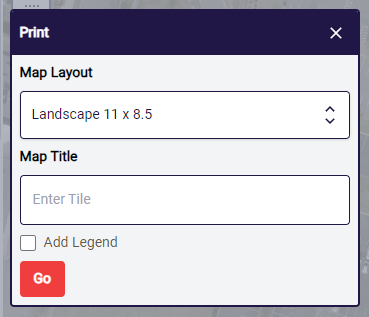 Print
Map Layout
Landscape 11 x 8.5
Map Title
Enter Tile
Add Legend
Go